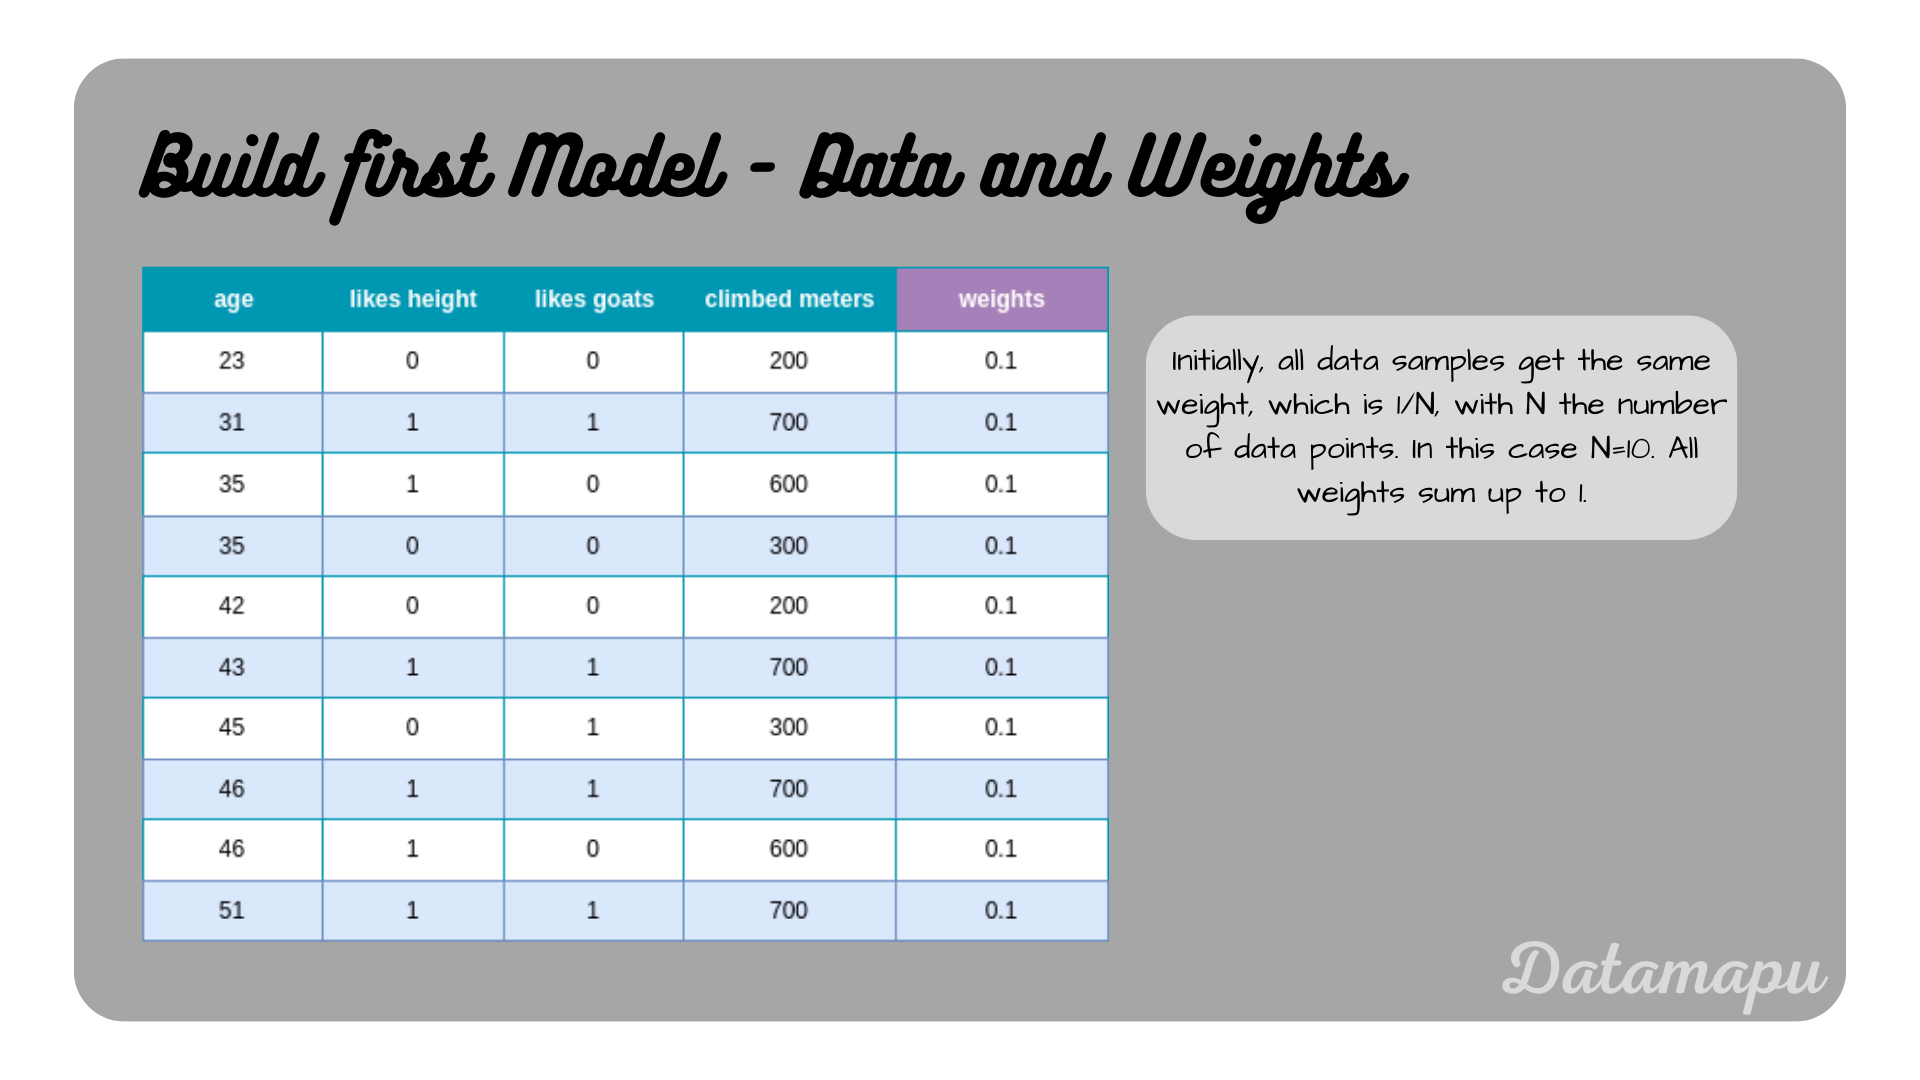 Build first Model - Data and Weights
age likes height likes goats climbed meters weights
23 0 0 200 0.1
31 1 1 700 0.1
35 1 0 600 0.1
35 0 0 300 0.1
42 0 0 200 0.1
43 1 1 700 0.1
45 0 1 300 0.1
46 1 1 700 0.1
46 1 0 600 0.1
51 1 1 700 0.1
Initially, all data samples get the same
weight, which is 1/N, with N the number
of data points. In this case N=10. All
weights sum up to 1.
Datamapu